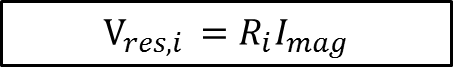 V_{res,i} = R_i I_{mag}